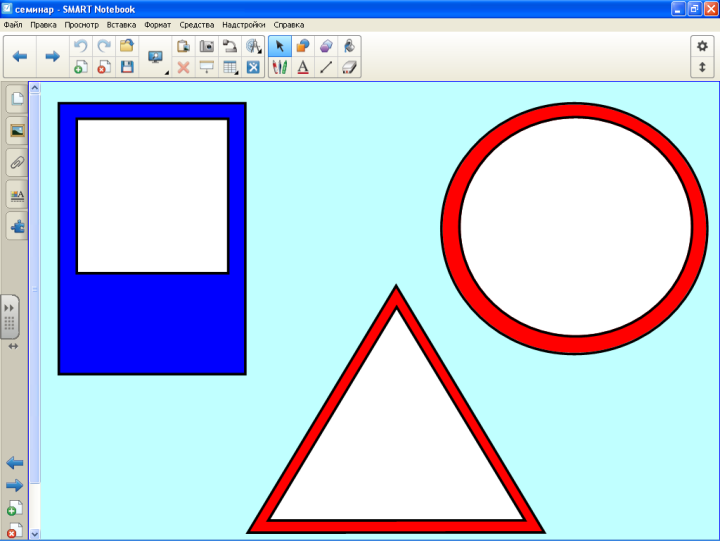 семинар - SMART Notebook
Файл Правка Просмотр Вставка Формат Средства Надстройки Справка